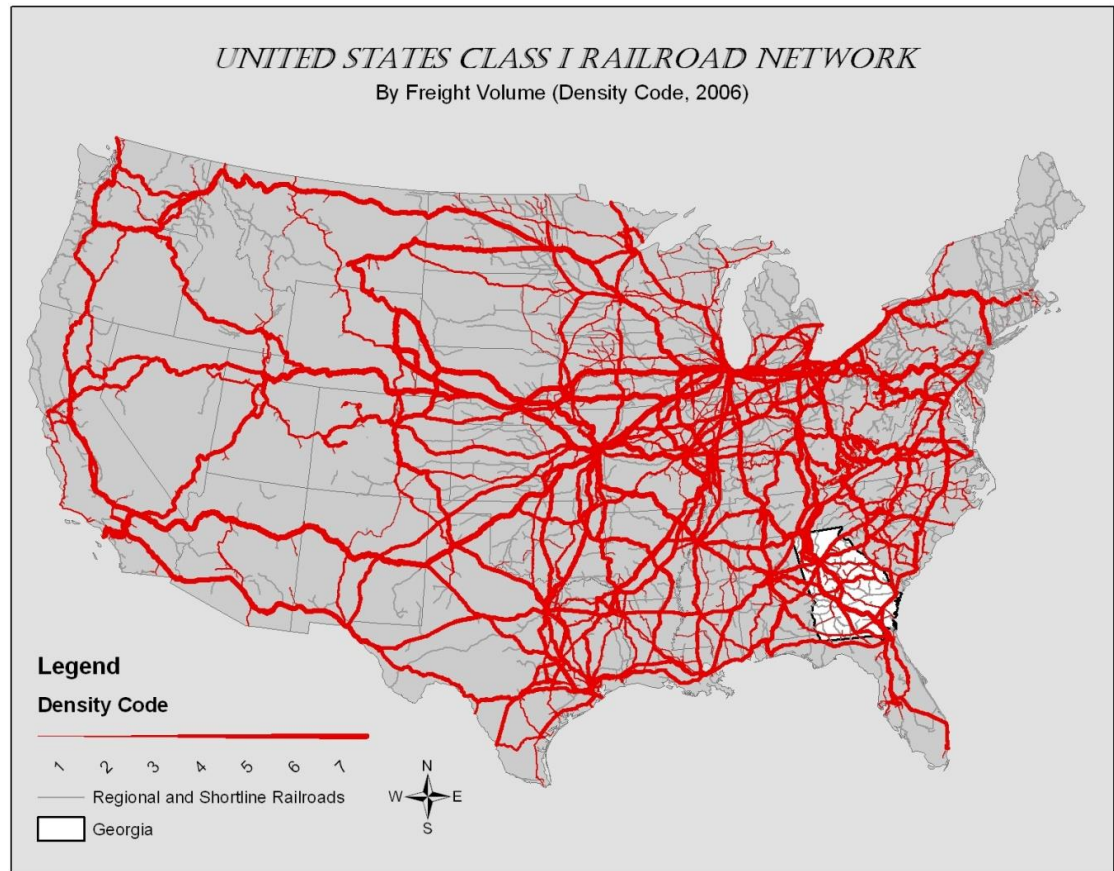 UNITED STATES CLASS I RAILROAD NETWORK
By Freight Volume (Density Code, 2006)
Legend
Density Code
1 2 3 4 5 6 7
Regional and Shortline Railroads
Georgia
N
W E
S